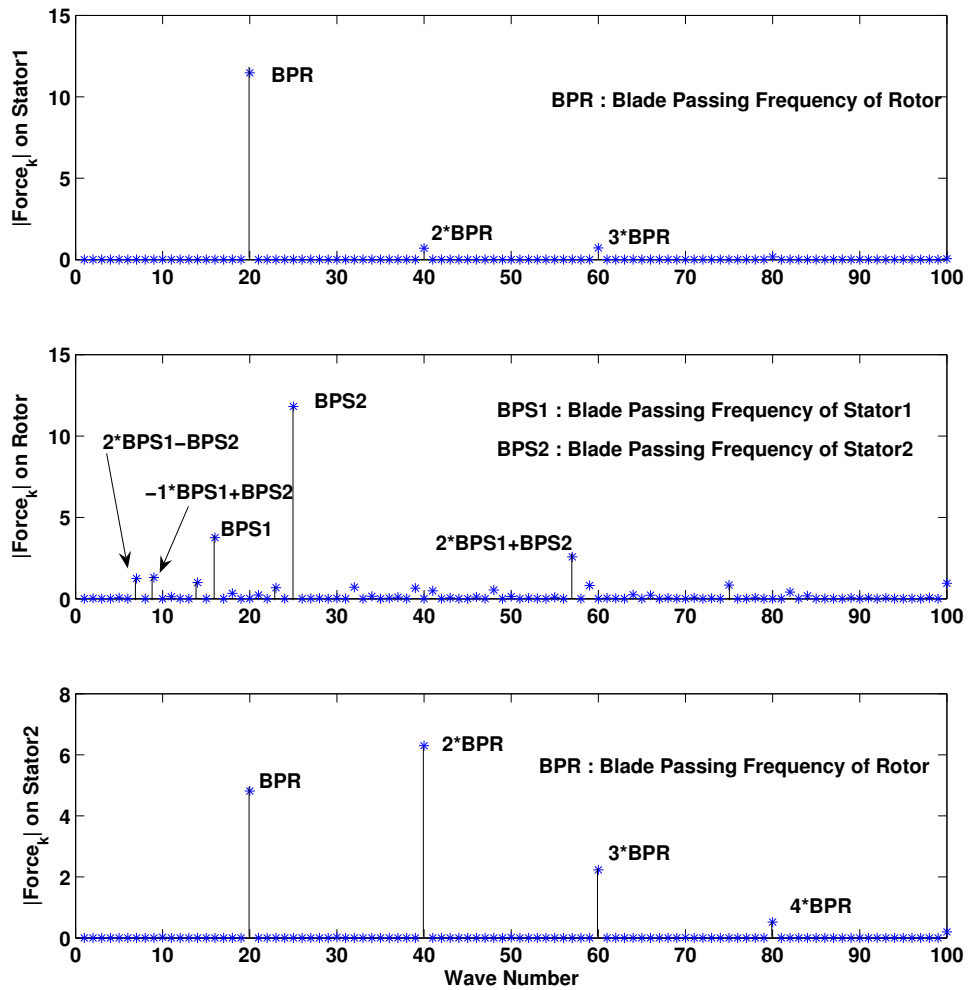 |Force_k| on Stator1
15
10
5
0
BPR
BPR : Blade Passing Frequency of Rotor
2*BPR
3*BPR
0 10 20 30 40 50 60 70 80 90 100
|Force_k| on Rotor
15
10
5
0
BPS2
BPS1 : Blade Passing Frequency of Stator1
BPS2 : Blade Passing Frequency of Stator2
2*BPS1−BPS2
−1*BPS1+BPS2
BPS1
2*BPS1+BPS2
0 10 20 30 40 50 60 70 80 90 100
|Force_k| on Stator2
8
6
4
2
0
2*BPR
BPR
BPR : Blade Passing Frequency of Rotor
3*BPR
4*BPR
0 10 20 30 40 50 60 70 80 90 100
Wave Number